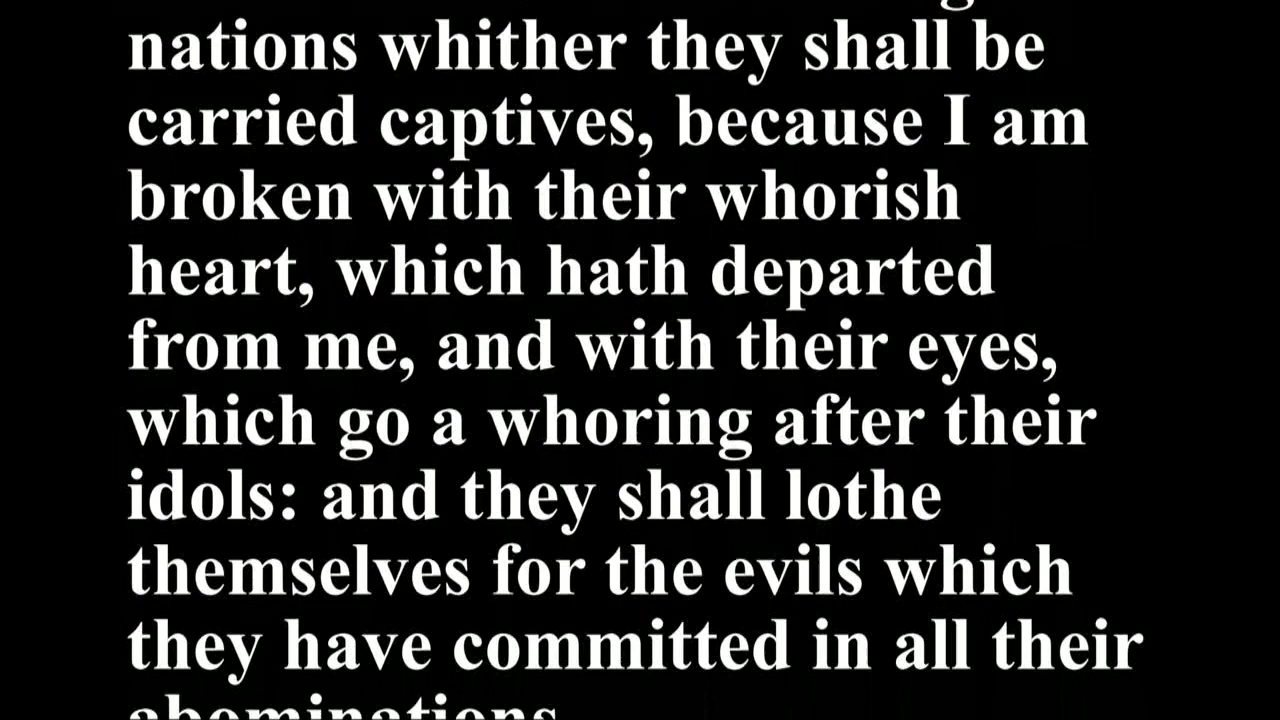 nations whither they shall be
carried captives, because I am
broken with their whorish
heart, which hath departed
from me, and with their eyes,
which go a whoring after their
idols: and they shall lothe
themselves for the evils which
they have committed in all their
abominations